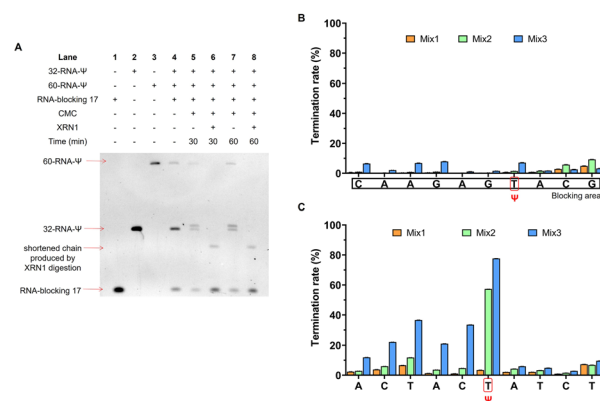 A
Lane 1 2 3 4 5 6 7 8
32-RNA-Ψ - + - + + + + +
60-RNA-Ψ - - + + + + + +
RNA-blocking 17 + - - + + + + +
CMC - - - - + + + +
XRN1 - - - - - + - +
Time (min) - - - - 30 30 60 60
60-RNA-Ψ
32-RNA-Ψ
shortened chain
produced by
XRN1 digestion
RNA-blocking 17
B
Termination rate (%)
100
80
60
40
20
0
Mix1 Mix2 Mix3
C A A G A G T A C G
Ψ
Blocking area
C
Termination rate (%)
100
80
60
40
20
0
Mix1 Mix2 Mix3
A C T A C T A T C T
Ψ